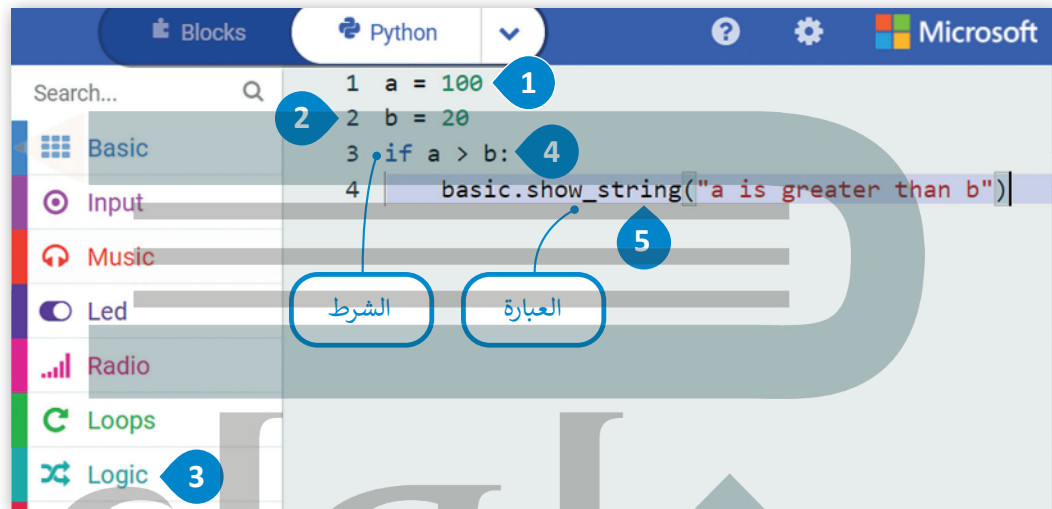 Blocks Python Microsoft
Search...
Basic
Input
Music
Led
Radio
Loops
Logic
1 a = 100
2 b = 20
3 if a > b:
4 basic.show_string("a is greater than b")
1
2
3
4
5
الشرط
العبارة